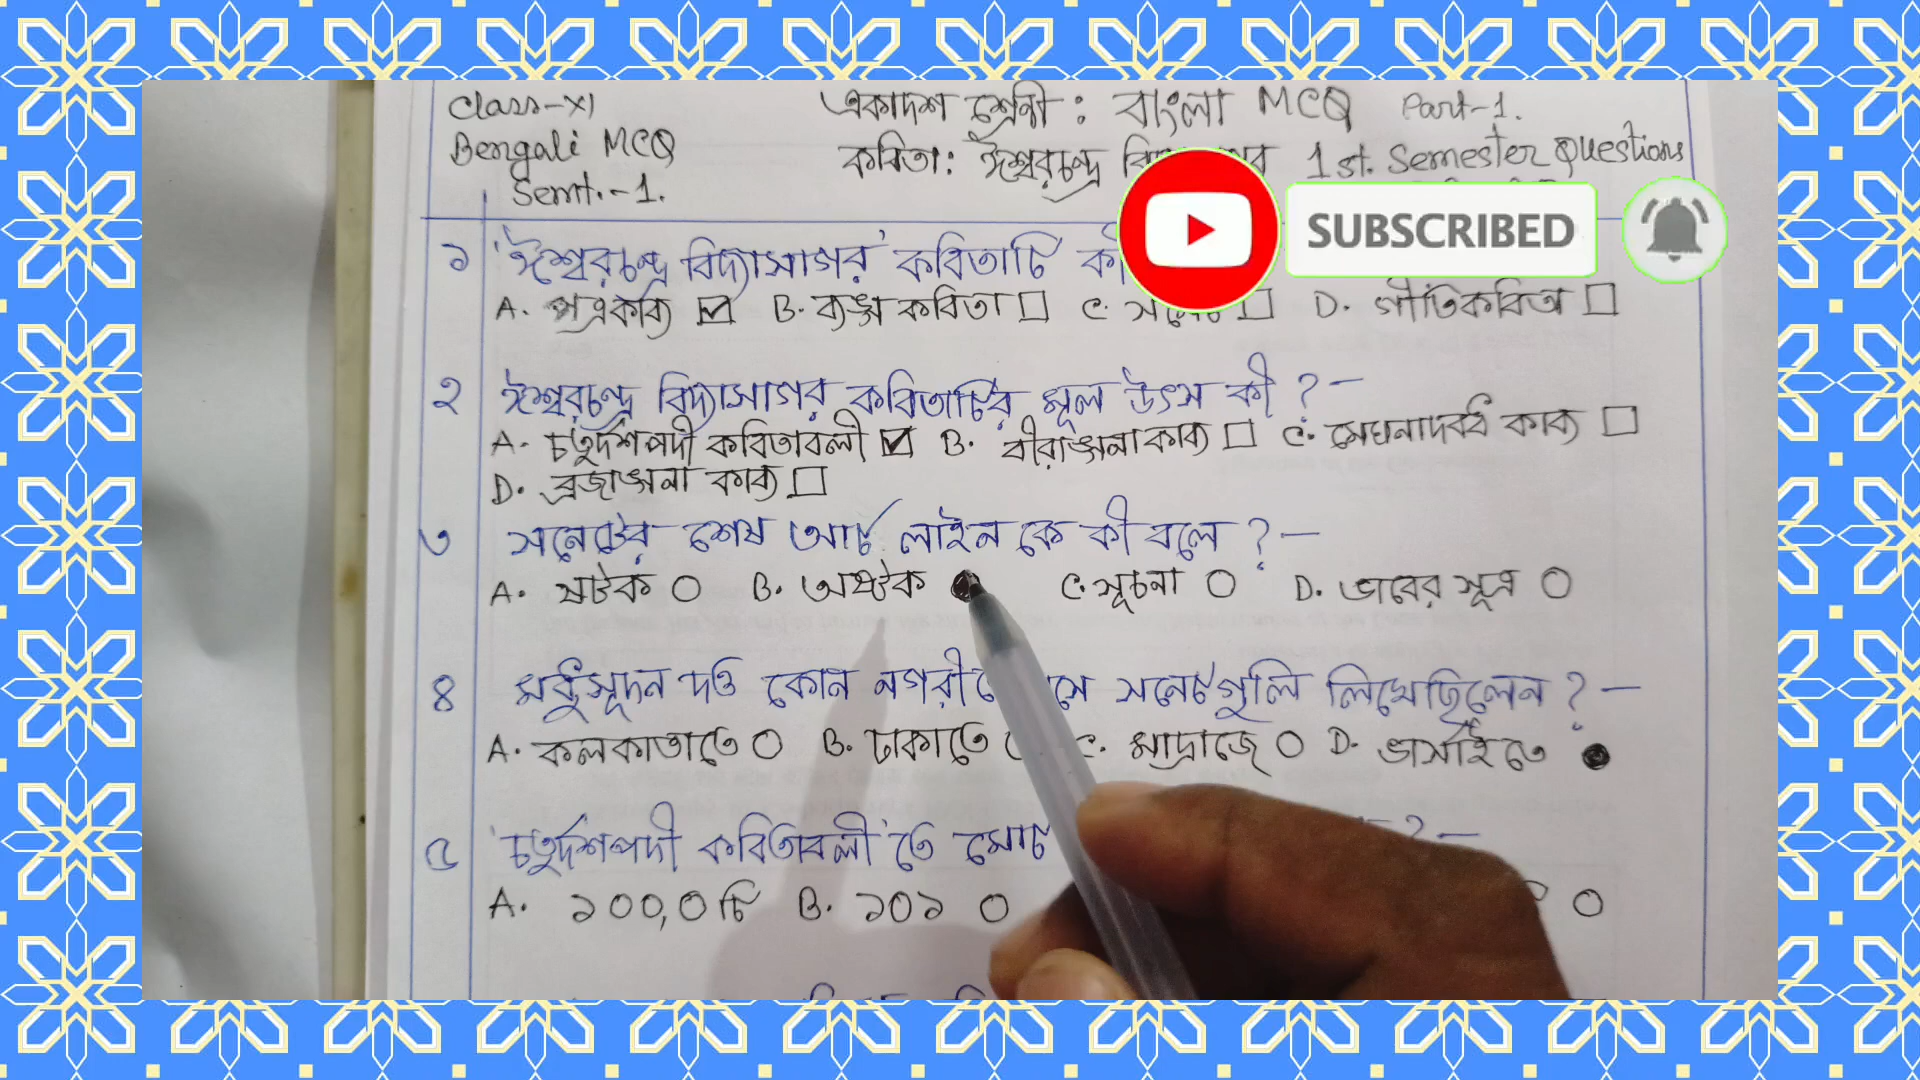 Class-XI
Bengali MCQ
Semt.-1.
একাদশ শ্রেণী : বাংলা MCQ Part-1.
কবিতা: ঈশ্বরচন্দ্র 1st. Semester Questions
SUBSCRIBED
১ 'ঈশ্বরচন্দ্র বিদ্যাসাগর' কবিতাটি
A. পত্রকাব্য B. ব্যঙ্গ কবিতা C. সনেট D. গীতিকবিতা
২ ঈশ্বরচন্দ্র বিদ্যাসাগর কবিতাটির মূল উৎস কী ? —
A. চতুর্দশপদী কবিতাবলী B. বীরাঙ্গনা কাব্য C. মেঘনাদবধ কাব্য
D. ব্রজাঙ্গনা কাব্য
৩ সনেটের শেষ আট লাইন কে কী বলে ? —
A. ষটক B. অষ্টক C. সূচনা D. ভাবের সূত্র
৪ মধুসূদন দত্ত কোন সনেটগুলি লিখেছিলেন ? —
A. কলকাতাতে B. ঢাকাতে C. মাদ্রাজে D. ভার্সাইতে
৫ 'চতুর্দশপদী কবিতাবলী'তে মোট ? —
A. ১০০,০টি B. ১০১